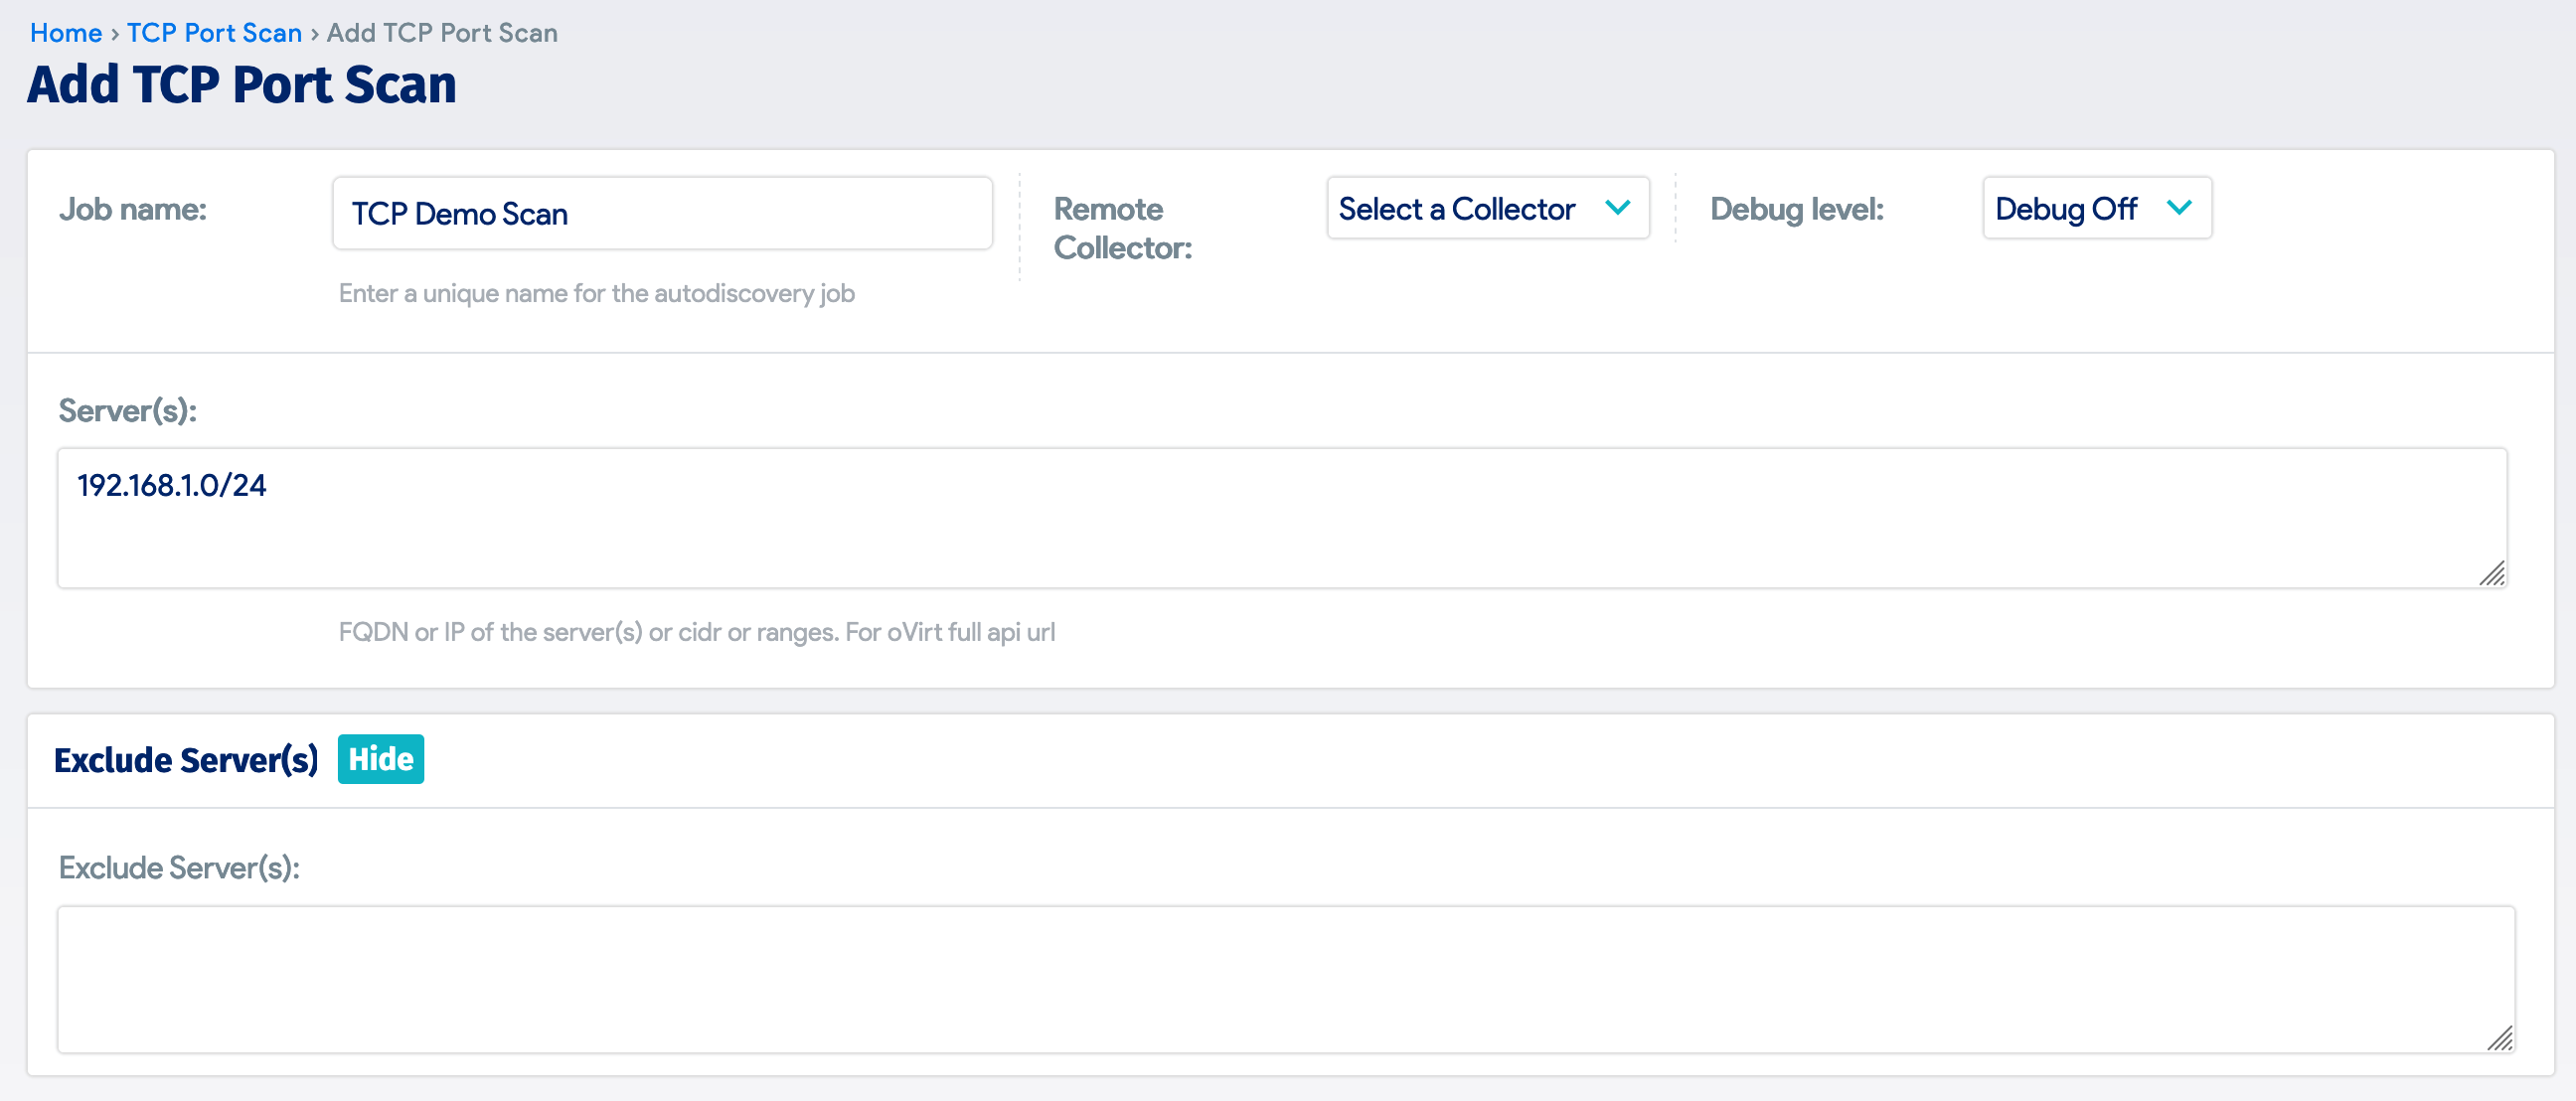 Home › TCP Port Scan › Add TCP Port Scan
Add TCP Port Scan
Job name:
TCP Demo Scan
Enter a unique name for the autodiscovery job
Remote
Collector:
Select a Collector
Debug level:
Debug Off
Server(s):
192.168.1.0/24
FQDN or IP of the server(s) or cidr or ranges. For oVirt full api url
Exclude Server(s) Hide
Exclude Server(s):